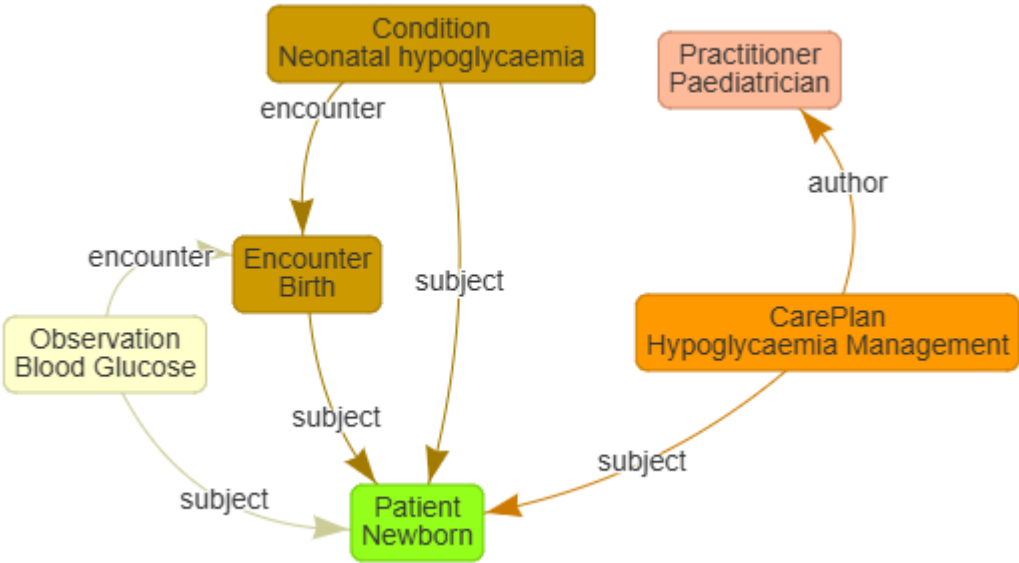 Condition
Neonatal hypoglycaemia
Practitioner
Paediatrician
encounter
author
encounter
Encounter
Birth
subject
Observation
Blood Glucose
CarePlan
Hypoglycaemia Management
subject
subject
subject
Patient
Newborn